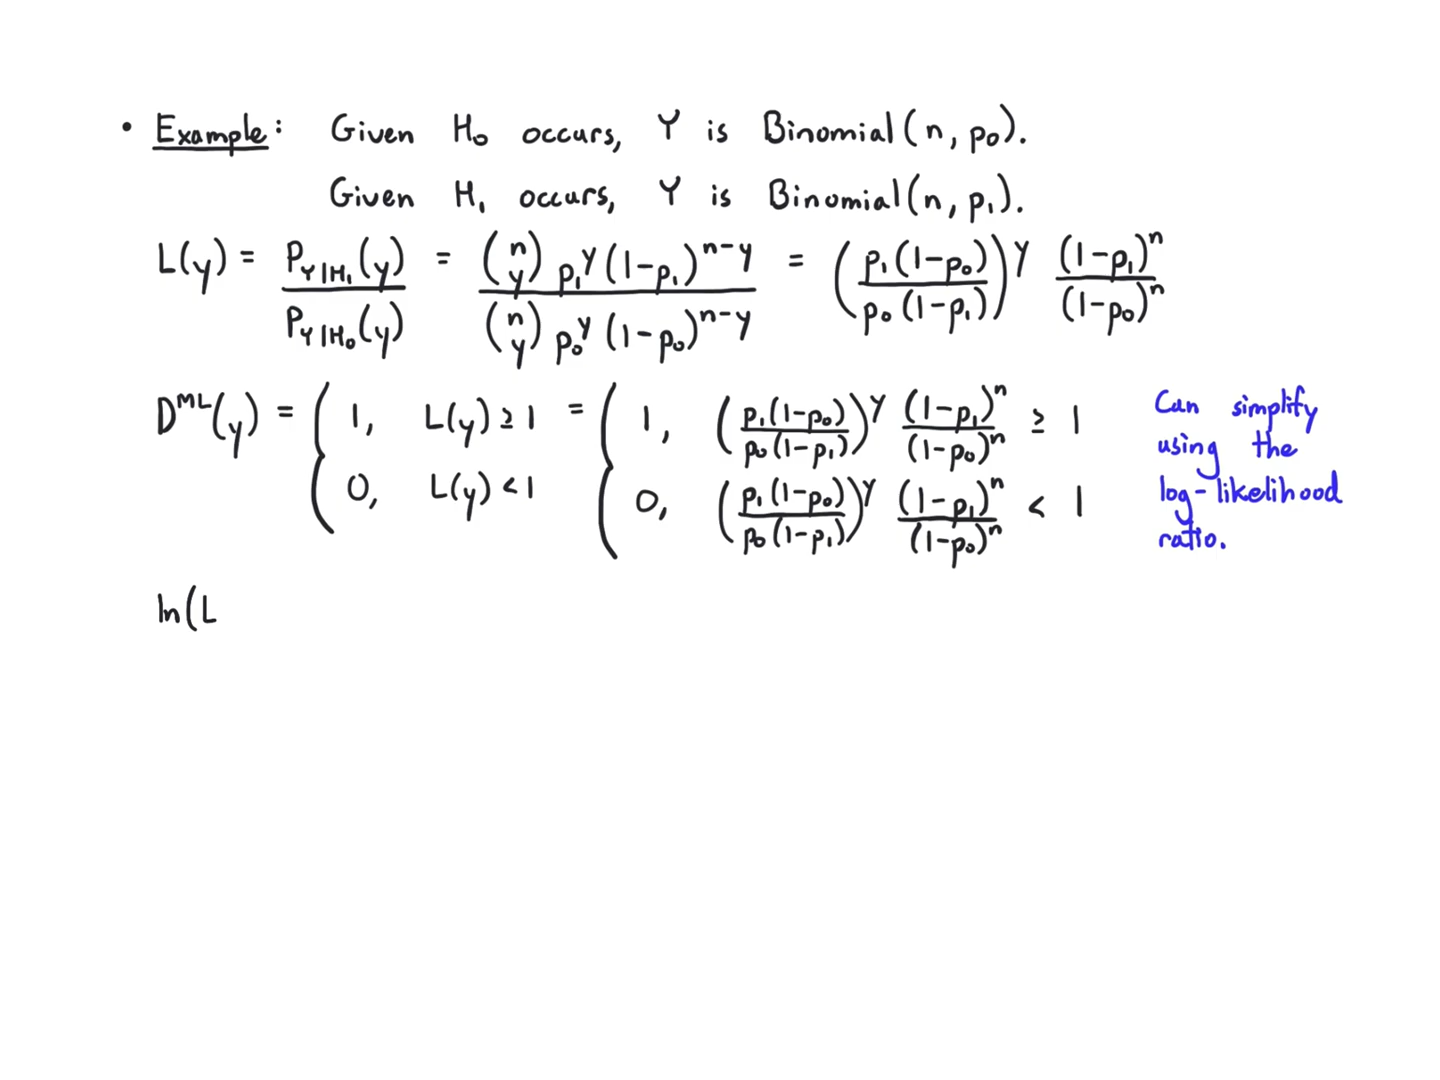 • Example: Given H₀ occurs, Y is Binomial(n, p₀).
Given H₁ occurs, Y is Binomial(n, p₁).
L(y) = P_{Y|H₁}(y) / P_{Y|H₀}(y) = (n y) p₁^y (1-p₁)^{n-y} / (n y) p₀^y (1-p₀)^{n-y} = (p₁(1-p₀) / p₀(1-p₁))^y (1-p₁)^n / (1-p₀)^n
D^{ML}(y) = { 1, L(y) ≥ 1 = { 1, (p₁(1-p₀) / p₀(1-p₁))^y (1-p₁)^n / (1-p₀)^n ≥ 1
0, L(y) < 1 0, (p₁(1-p₀) / p₀(1-p₁))^y (1-p₁)^n / (1-p₀)^n < 1
Can simplify
using the
log-likelihood
ratio.
ln(L